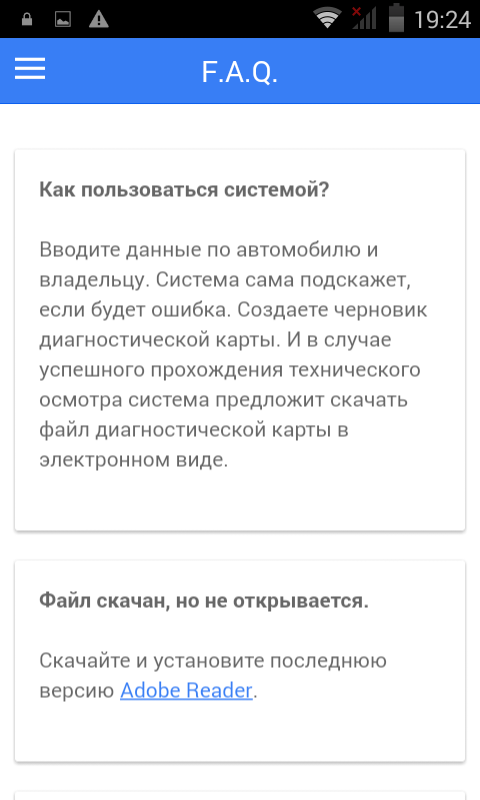 19:24
F.A.Q.
Как пользоваться системой?
Вводите данные по автомобилю и
владельцу. Система сама подскажет,
если будет ошибка. Создаете черновик
диагностической карты. И в случае
успешного прохождения технического
осмотра система предложит скачать
файл диагностической карты в
электронном виде.
Файл скачан, но не открывается.
Скачайте и установите последнюю
версию Adobe Reader.